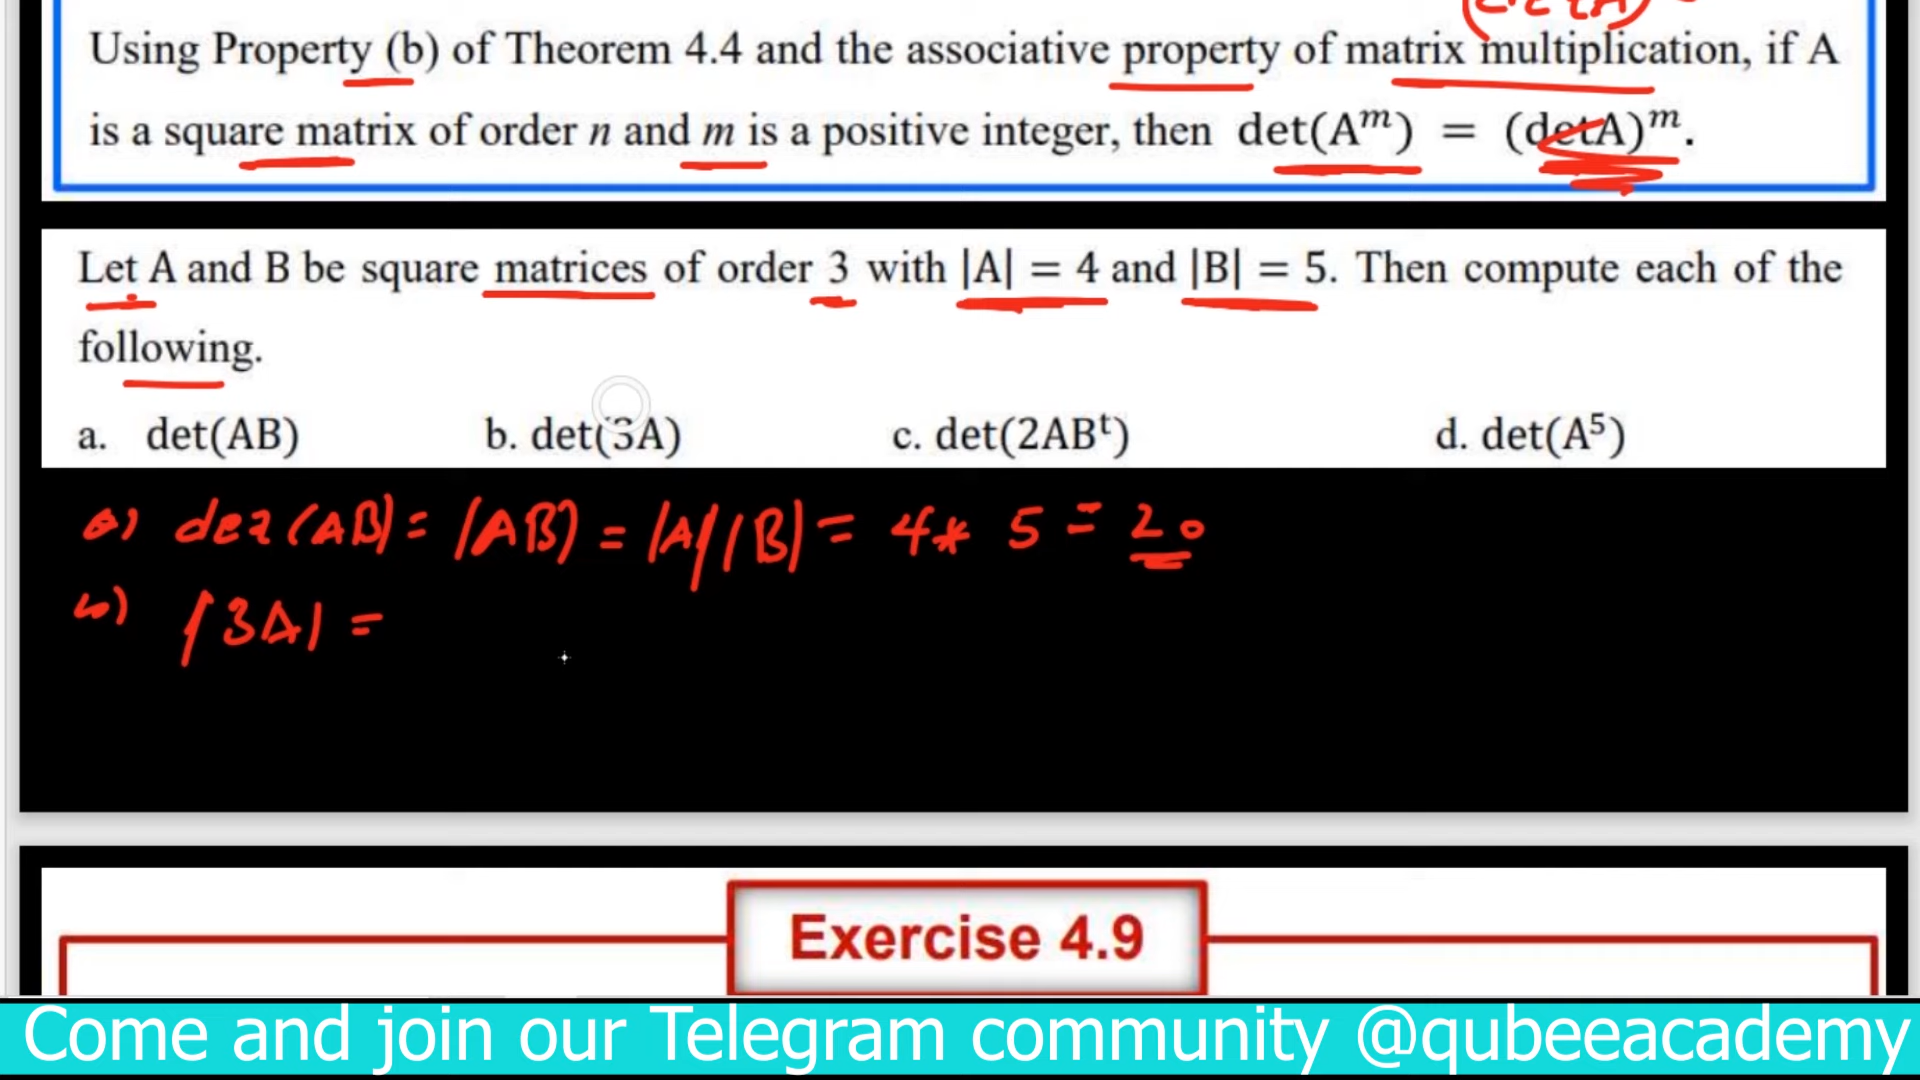 Using Property (b) of Theorem 4.4 and the associative property of matrix multiplication, if A
is a square matrix of order n and m is a positive integer, then det(Aᵐ) = (detA)ᵐ.
Let A and B be square matrices of order 3 with |A| = 4 and |B| = 5. Then compute each of the
following.
a. det(AB) b. det(3A) c. det(2ABᵗ) d. det(A⁵)
a) det(AB) = |AB| = |A||B| = 4 * 5 = 20
b) |3A| =
Exercise 4.9
Come and join our Telegram community @qubeeacademy